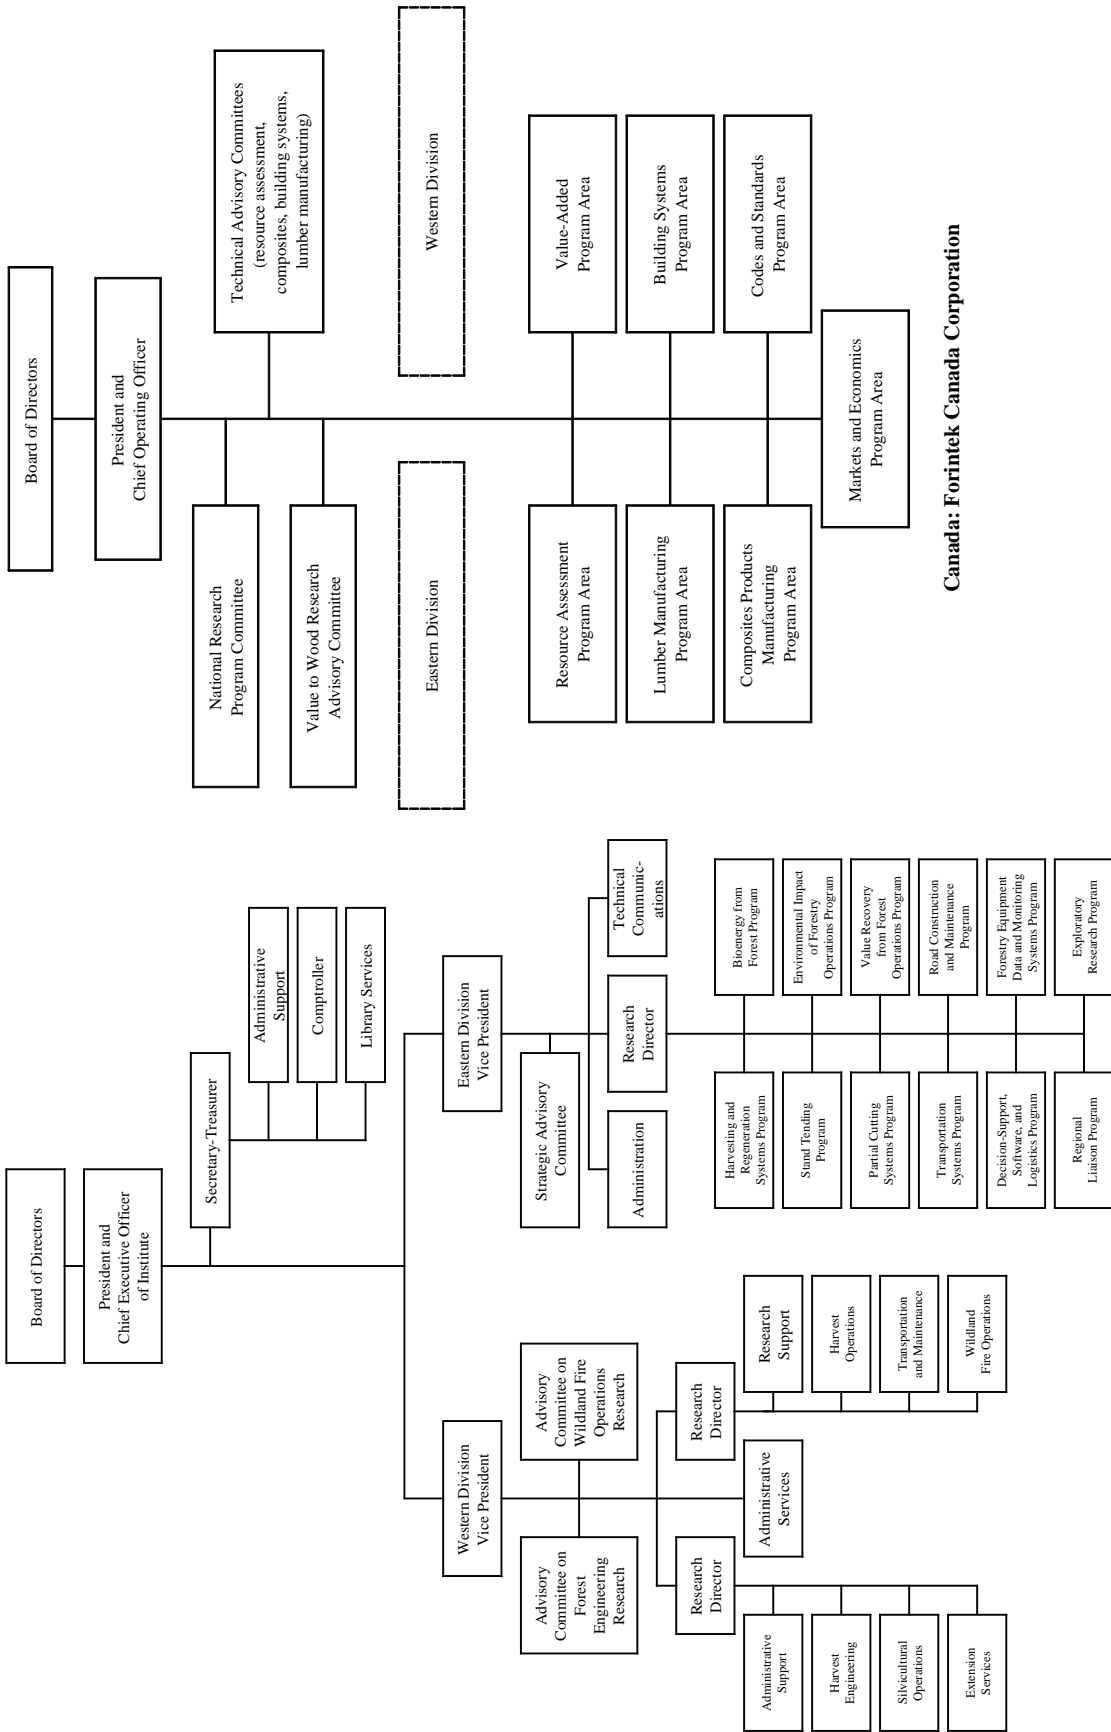 Board of Directors
President and
Chief Executive Officer
of Institute
Secretary-Treasurer
Administrative
Support
Comptroller
Library Services
Western Division
Vice President
Eastern Division
Vice President
Advisory
Committee on
Forest
Engineering
Research
Advisory
Committee on
Wildland Fire
Operations
Research
Research
Director
Research
Director
Administrative
Services
Administrative
Support
Harvest
Engineering
Silvicultural
Operations
Extension
Services
Research
Support
Harvest
Operations
Transportation
and Maintenance
Wildland
Fire Operations
Strategic Advisory
Committee
Administration
Research
Director
Technical
Communic-
ations
Harvesting and
Regeneration
Systems Program
Bioenergy from
Forest Program
Stand Tending
Program
Environmental Impact
of Forestry
Operations Program
Partial Cutting
Systems Program
Value Recovery
from Forest
Operations Program
Transportation
Systems Program
Road Construction
and Maintenance
Program
Decision-Support,
Software, and
Logistics Program
Forestry Equipment
Data and Monitoring
Systems Program
Regional
Liaison Program
Exploratory
Research Program
Board of Directors
President and
Chief Operating Officer
National Research
Program Committee
Technical Advisory Committees
(resource assessment,
composites, building systems,
lumber manufacturing)
Value to Wood Research
Advisory Committee
Eastern Division
Western Division
Resource Assessment
Program Area
Value-Added
Program Area
Lumber Manufacturing
Program Area
Building Systems
Program Area
Composites Products
Manufacturing
Program Area
Codes and Standards
Program Area
Markets and Economics
Program Area
Canada: Forintek Canada Corporation